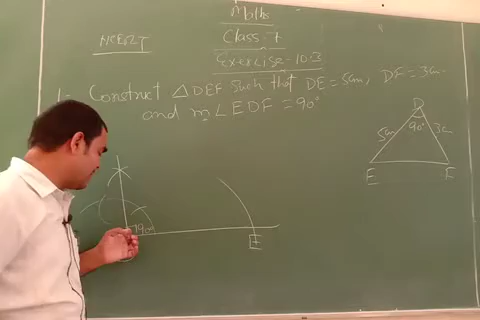 Maths
Class-7
NCERT
Exercise-10.3
1- Construct △DEF such that DE=5cm, DF=3cm-
and m∠EDF=90°
D
5cm 90° 3c
E F
90°
E